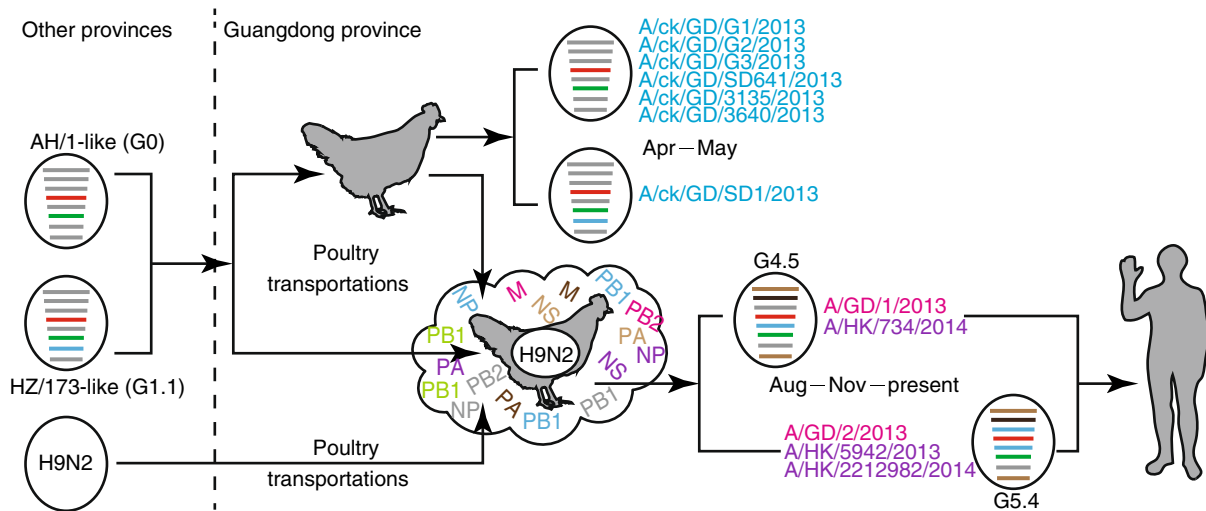 Other provinces
Guangdong province
A/ck/GD/G1/2013
A/ck/GD/G2/2013
A/ck/GD/G3/2013
A/ck/GD/SD641/2013
A/ck/GD/3135/2013
A/ck/GD/3640/2013
Apr—May
A/ck/GD/SD1/2013
AH/1-like (G0)
HZ/173-like (G1.1)
H9N2
Poultry
transportations
Poultry
transportations
NP
M
NS
M
PB1
PB2
PB1
PA
PA
NP
H9N2
NS
PB1
PB2
NP
PA
PB1
PB1
G4.5
A/GD/1/2013
A/HK/734/2014
Aug—Nov—present
A/GD/2/2013
A/HK/5942/2013
A/HK/2212982/2014
G5.4